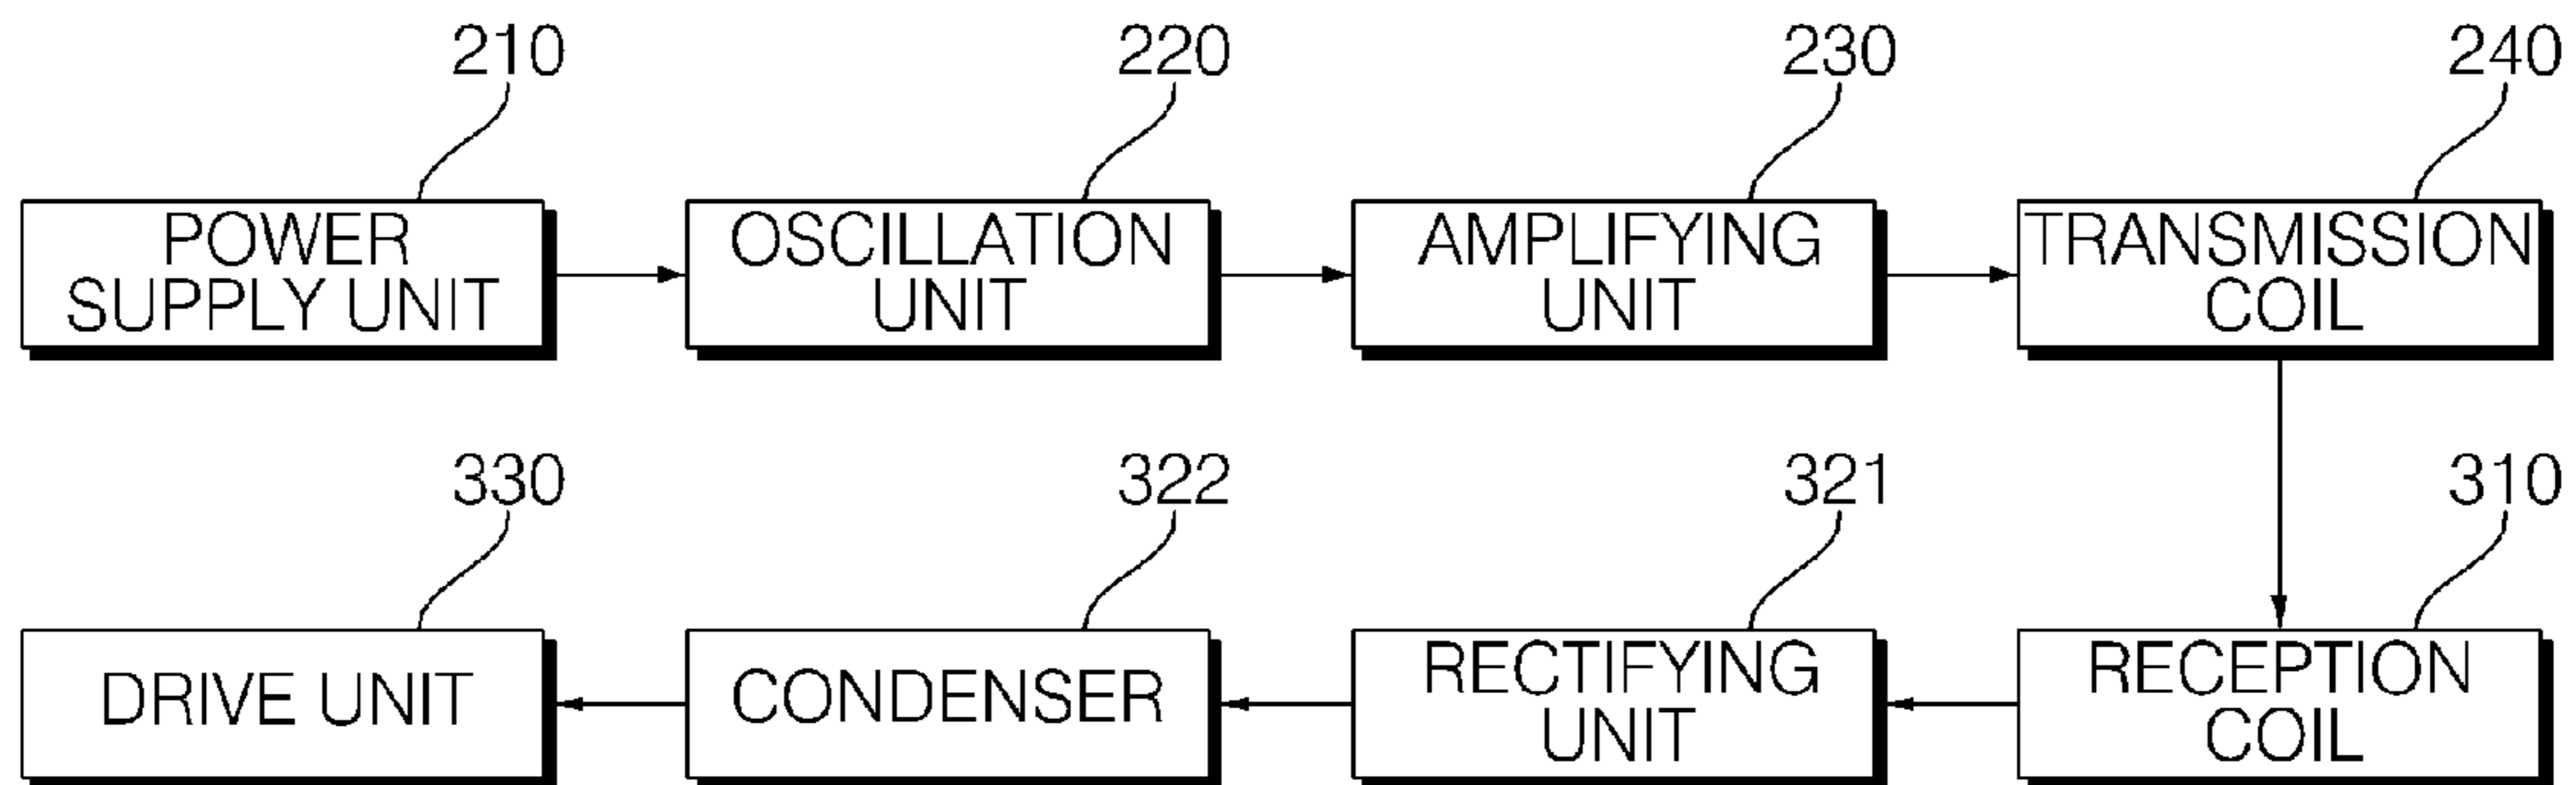 210
220
230
240
POWER
SUPPLY UNIT
OSCILLATION
UNIT
AMPLIFYING
UNIT
TRANSMISSION
COIL
330
322
321
310
DRIVE UNIT
CONDENSER
RECTIFYING
UNIT
RECEPTION
COIL